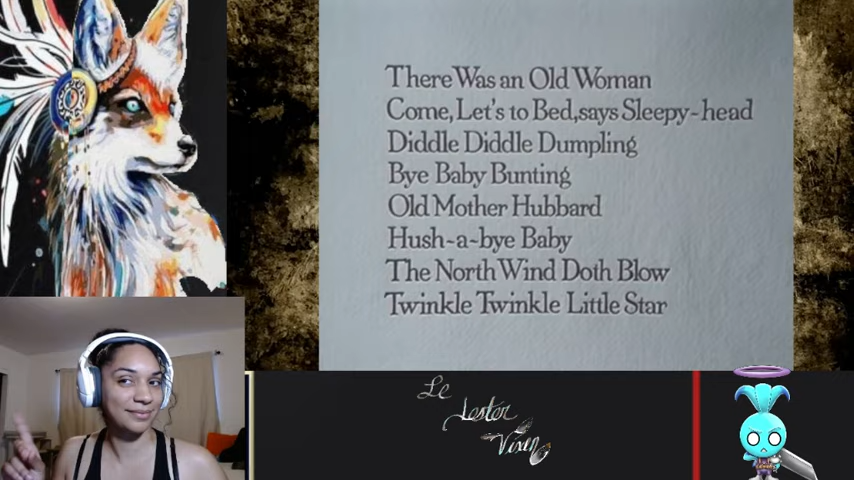 There Was an Old Woman
Come, Let's to Bed, says Sleepy-head
Diddle Diddle Dumpling
Bye Baby Bunting
Old Mother Hubbard
Hush-a-bye Baby
The North Wind Doth Blow
Twinkle Twinkle Little Star
Le
Lester
Vixen